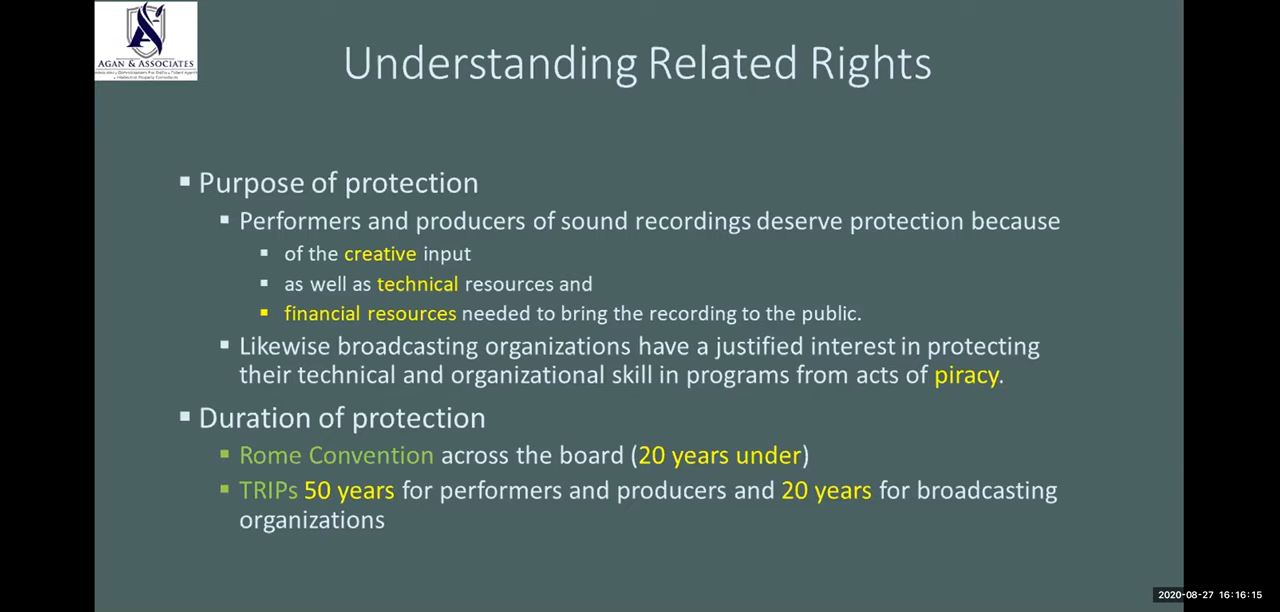 AGAN & ASSOCIATES
Understanding Related Rights
Purpose of protection
Performers and producers of sound recordings deserve protection because
of the creative input
as well as technical resources and
financial resources needed to bring the recording to the public.
Likewise broadcasting organizations have a justified interest in protecting
their technical and organizational skill in programs from acts of piracy.
Duration of protection
Rome Convention across the board (20 years under)
TRIPs 50 years for performers and producers and 20 years for broadcasting
organizations
2020-08-27 16:16:15